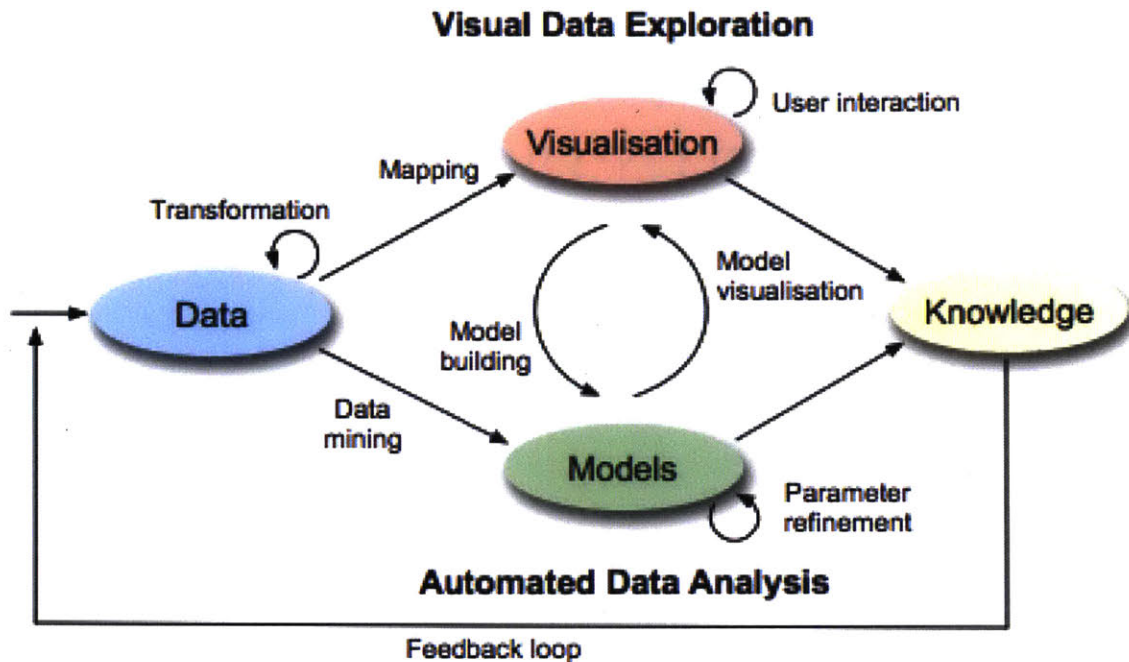 Visual Data Exploration
User interaction
Visualisation
Mapping
Transformation
Model
visualisation
Data
Knowledge
Model
building
Data
mining
Models
Parameter
refinement
Automated Data Analysis
Feedback loop